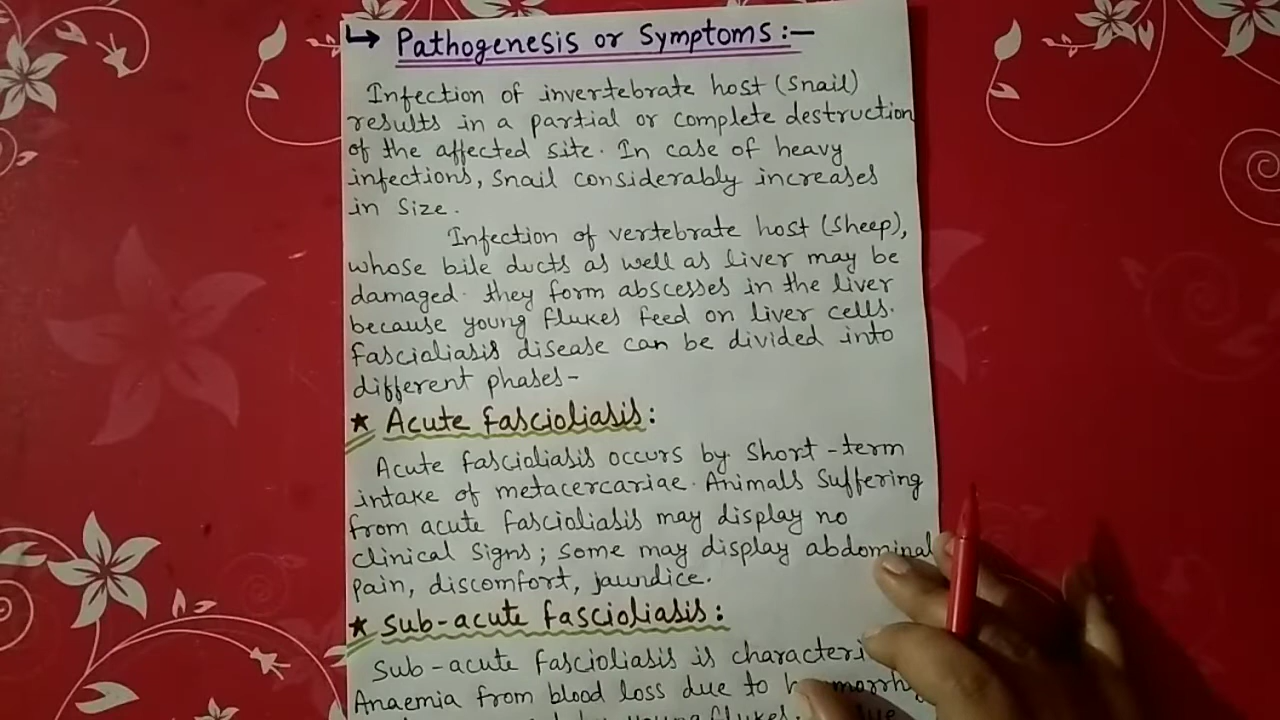 ↳ Pathogenesis or Symptoms :-
Infection of invertebrate host (Snail)
results in a partial or complete destruction
of the affected site. In case of heavy
infections, Snail considerably increases
in Size.
Infection of vertebrate host (Sheep),
whose bile ducts as well as liver may be
damaged. they form abscesses in the liver
because young flukes feed on liver cells.
fascioliasis disease can be divided into
different phases-
★ Acute fascioliasis:
Acute fascioliasis occurs by Short-term
intake of metacercariae. Animals Suffering
from acute fascioliasis may display no
Clinical Signs; Some may display abdominal
pain, discomfort, jaundice.
★ Sub-acute fascioliasis:
Sub-acute fascioliasis is
Anaemia from blood loss due to
young flukes.